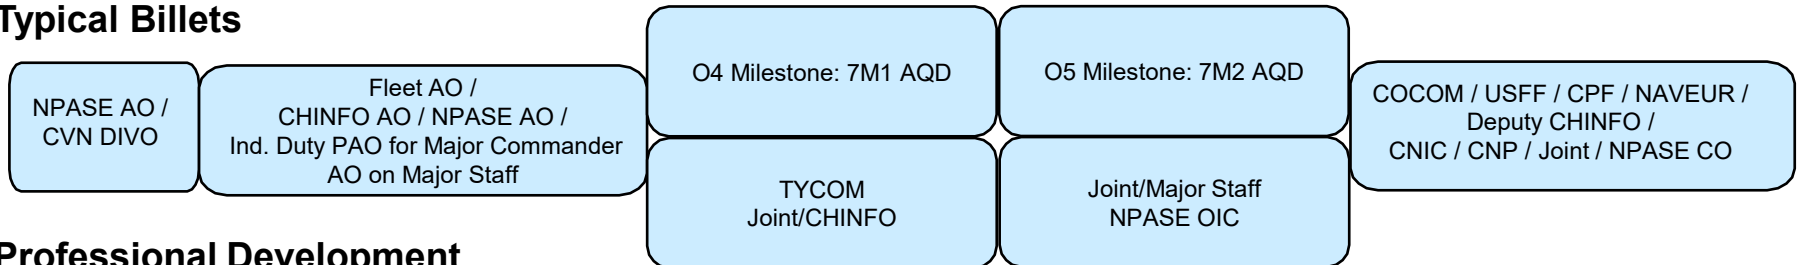 Typical Billets
NPASE AO /
CVN DIVO
Fleet AO /
CHINFO AO / NPASE AO /
Ind. Duty PAO for Major Commander
AO on Major Staff
O4 Milestone: 7M1 AQD
TYCOM
Joint/CHINFO
O5 Milestone: 7M2 AQD
Joint/Major Staff
NPASE OIC
COCOM / USFF / CPF / NAVEUR /
Deputy CHINFO /
CNIC / CNP / Joint / NPASE CO
Professional Development